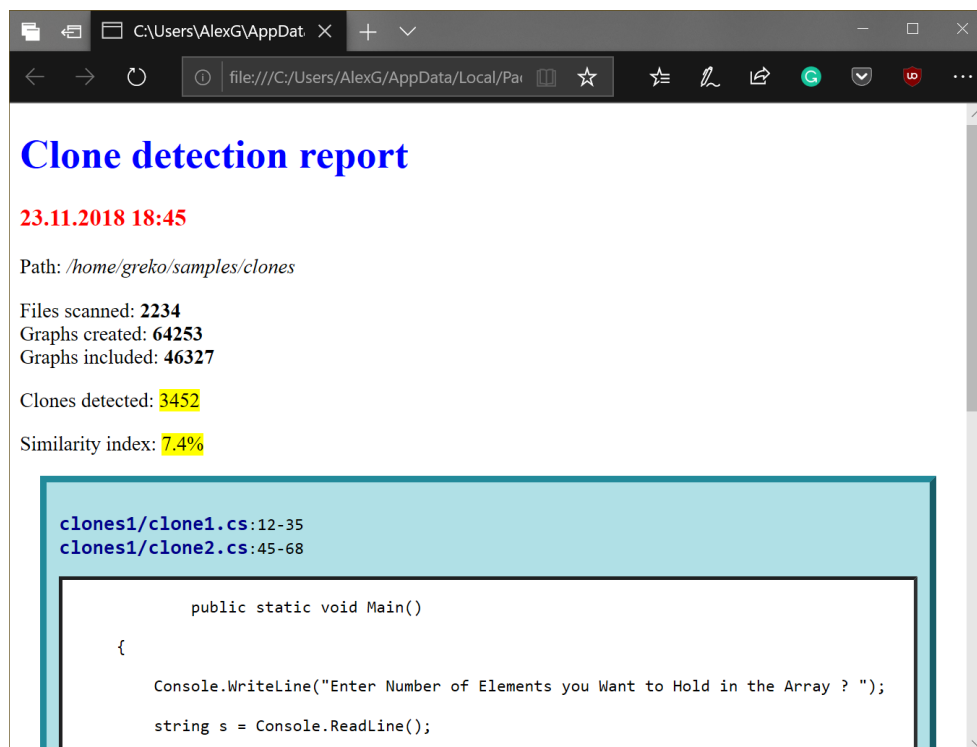 C:\Users\AlexG\AppDat
file:///C:/Users/AlexG/AppData/Local/Pac
Clone detection report
23.11.2018 18:45
Path: /home/greko/samples/clones
Files scanned: 2234
Graphs created: 64253
Graphs included: 46327
Clones detected: 3452
Similarity index: 7.4%
clones1/clone1.cs:12-35
clones1/clone2.cs:45-68
public static void Main()
{
Console.WriteLine("Enter Number of Elements you Want to Hold in the Array ? ");
string s = Console.ReadLine();